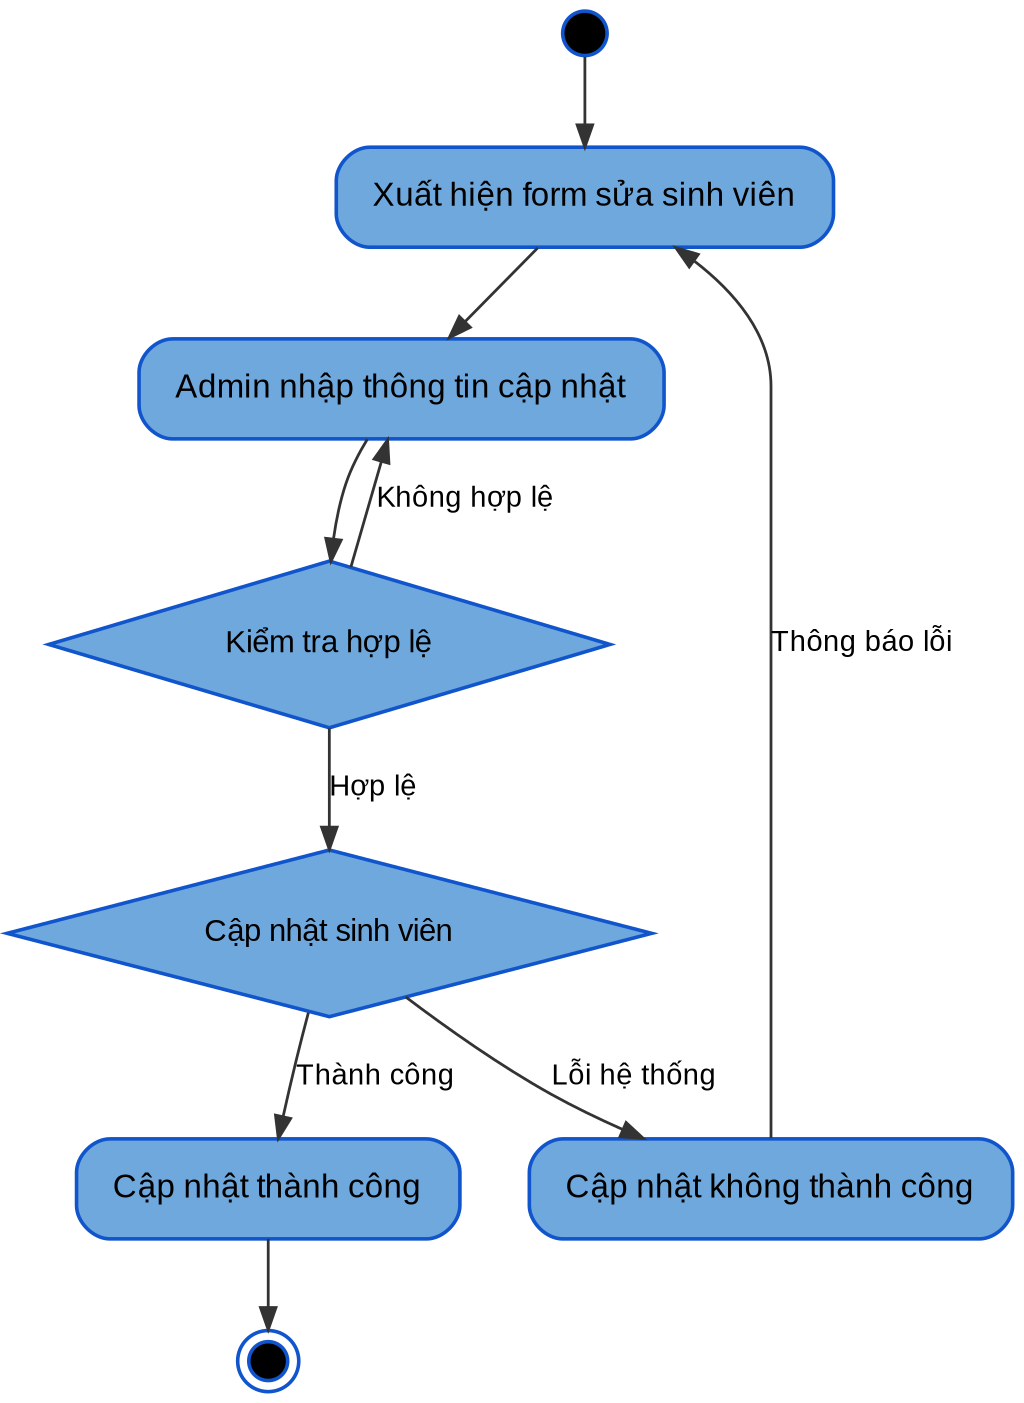 Xuất hiện form sửa sinh viên
Admin nhập thông tin cập nhật
Không hợp lệ
Kiểm tra hợp lệ
Thông báo lỗi
Hợp lệ
Cập nhật sinh viên
Thành công
Lỗi hệ thống
Cập nhật thành công
Cập nhật không thành công